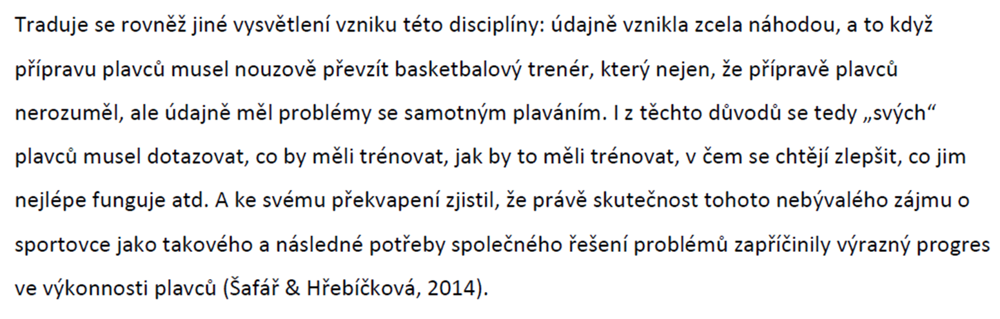 Traduje se rovněž jiné vysvětlení vzniku této disciplíny: údajně vznikla zcela náhodou, a to když
přípravu plavců musel nouzově převzít basketbalový trenér, který nejen, že přípravě plavců
nerozuměl, ale údajně měl problémy se samotným plaváním. I z těchto důvodů se tedy „svých“
plavců musel dotazovat, co by měli trénovat, jak by to měli trénovat, v čem se chtějí zlepšit, co jim
nejlépe funguje atd. A ke svému překvapení zjistil, že právě skutečnost tohoto nebývalého zájmu o
sportovce jako takového a následné potřeby společného řešení problémů zapříčinily výrazný progres
ve výkonnosti plavců (Šafář & Hřebíčková, 2014).